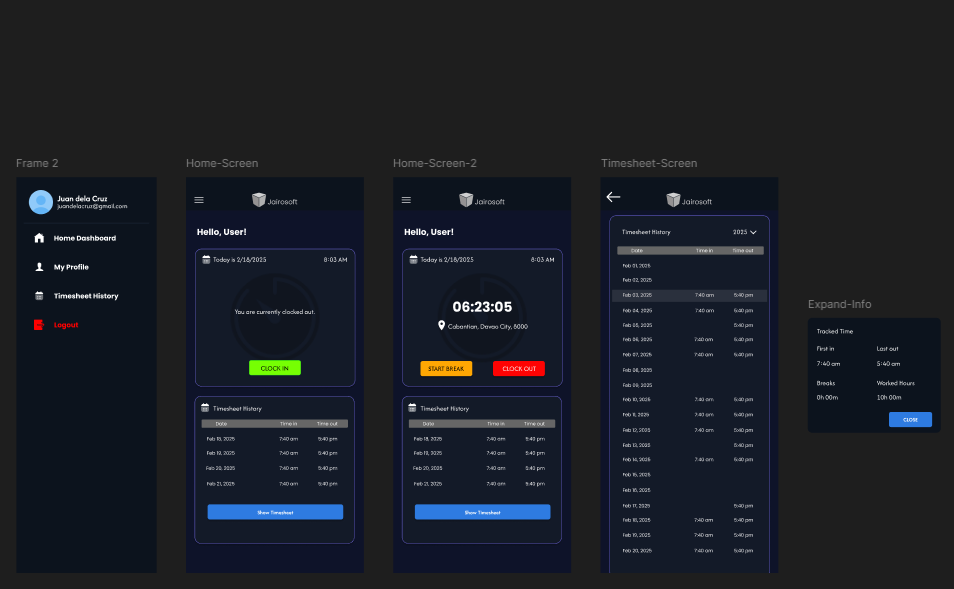 Frame 2
Juan dela Cruz
juandelacruz@gmail.com
Home Dashboard
My Profile
Timesheet History
Logout
Home-Screen
Jairosoft
Hello, User!
Today is 2/18/2025 8:03 AM
You are currently clocked out.
CLOCK IN
Timesheet History
Date Time in Time out
Feb 18, 2025 7:40 am 5:40 pm
Feb 19, 2025 7:40 am 5:40 pm
Feb 20, 2025 7:40 am 5:40 pm
Feb 21, 2025 7:40 am 5:40 pm
Show Timesheet
Home-Screen-2
Jairosoft
Hello, User!
Today is 2/18/2025 8:03 AM
06:23:05
Cabantian, Davao City, 8000
START BREAK CLOCK OUT
Timesheet History
Date Time in Time out
Feb 18, 2025 7:40 am 5:40 pm
Feb 19, 2025 7:40 am 5:40 pm
Feb 20, 2025 7:40 am 5:40 pm
Feb 21, 2025 7:40 am 5:40 pm
Show Timesheet
Timesheet-Screen
Jairosoft
Timesheet History 2025
Date Time in Time out
Feb 01, 2025
Feb 02, 2025
Feb 03, 2025 7:40 am 5:40 pm
Feb 04, 2025 7:40 am 5:40 pm
Feb 05, 2025 5:40 pm
Feb 06, 2025 7:40 am 5:40 pm
Feb 07, 2025 7:40 am 5:40 pm
Feb 08, 2025
Feb 09, 2025
Feb 10, 2025 7:40 am 5:40 pm
Feb 11, 2025 7:40 am 5:40 pm
Feb 12, 2025 7:40 am 5:40 pm
Feb 13, 2025 5:40 pm
Feb 14, 2025 7:40 am 5:40 pm
Feb 15, 2025
Feb 16, 2025
Feb 17, 2025 5:40 pm
Feb 18, 2025 7:40 am 5:40 pm
Feb 19, 2025 7:40 am 5:40 pm
Feb 20, 2025 7:40 am 5:40 pm
Expand-Info
Tracked Time
First in Last out
7:40 am 5:40 am
Breaks Worked Hours
0h 00m 10h 00m
CLOSE